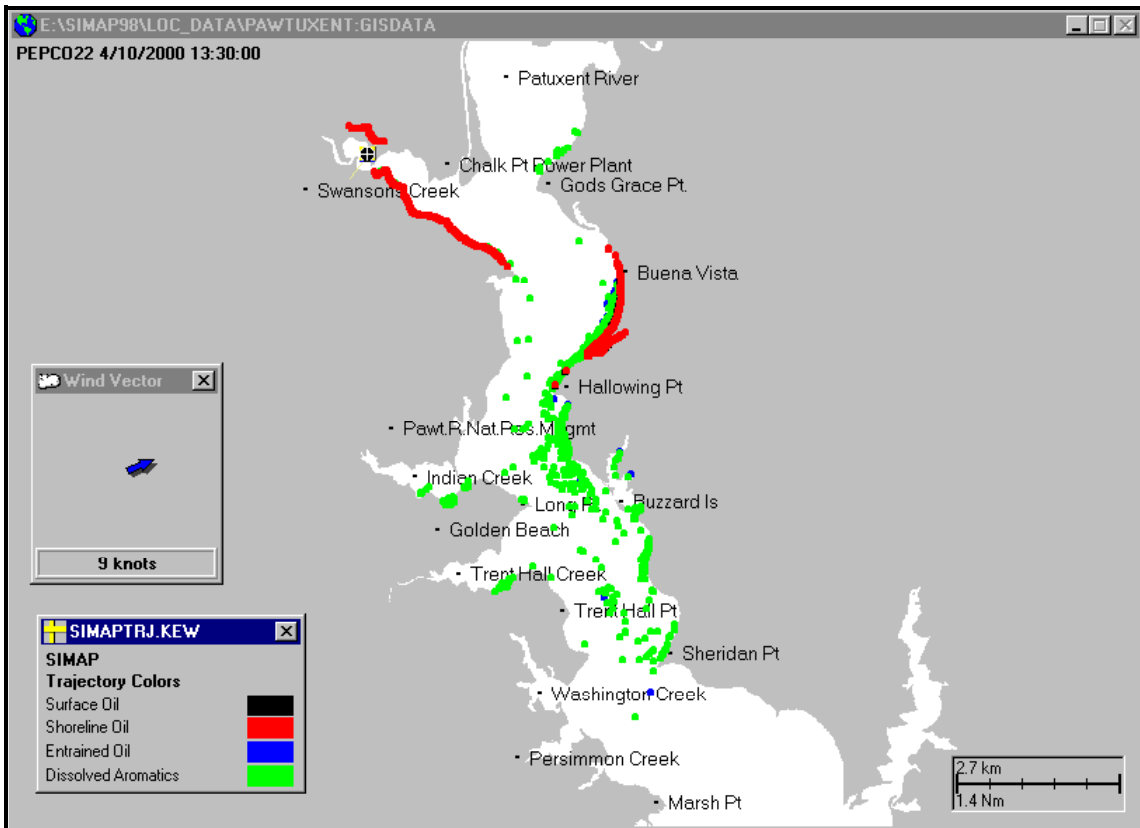 E:\SIMAP98\LOC_DATA\PAWTUXENT:GISDATA
PEPCO22 4/10/2000 13:30:00
Patuxent River
Chalk Pt Power Plant
Gods Grace Pt.
Swansons Creek
Buena Vista
Wind Vector
Hallowing Pt
Pawt.R.Nat.Res.M gmt
Indian Creek
Buzzard Is
Golden Beach
9 knots
Trent Hall Creek
Trent Hall Pt
SIMAPTRJ.KEW
SIMAP
Sheridan Pt
Trajectory Colors
Washington Creek
Surface Oil
Shoreline Oil
Entrained Oil
Persimmon Creek
Dissolved Aromatics
2.7 km
1.4 Nm
Marsh Pt